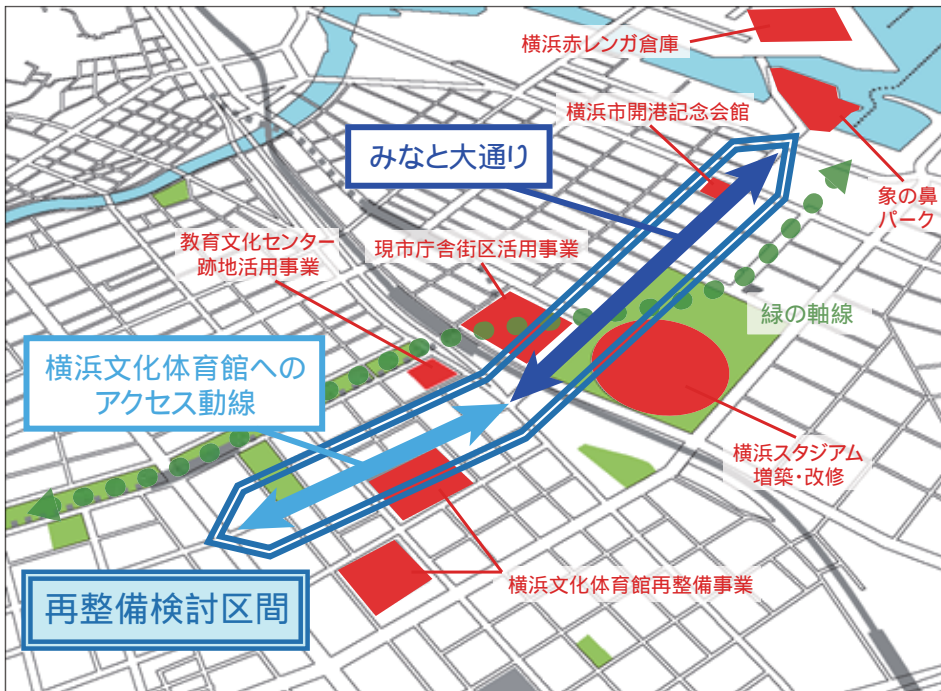 横浜赤レンガ倉庫
横浜市開港記念会館
みなと大通り
象の鼻
パーク
教育文化センター
跡地活用事業
現市庁舎街区活用事業
緑の軸線
横浜文化体育館への
アクセス動線
横浜スタジアム
増築・改修
横浜文化体育館再整備事業
再整備検討区間